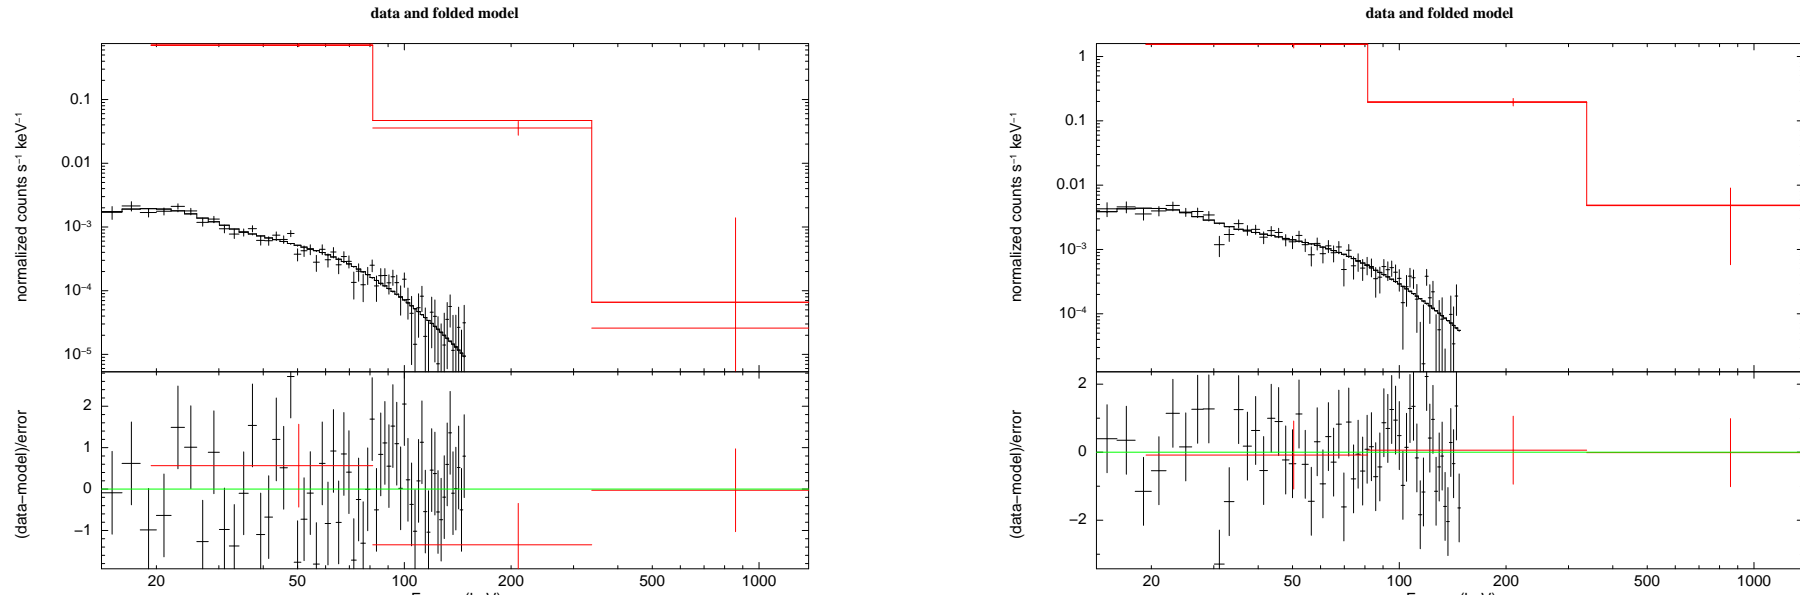 data and folded model
normalized counts s⁻¹ keV⁻¹
0.1
0.01
10⁻³
10⁻⁴
10⁻⁵
(data−model)/error
2
1
0
−1
20 50 100 200 500 1000
data and folded model
normalized counts s⁻¹ keV⁻¹
1
0.1
0.01
10⁻³
10⁻⁴
(data−model)/error
2
0
−2
20 50 100 200 500 1000